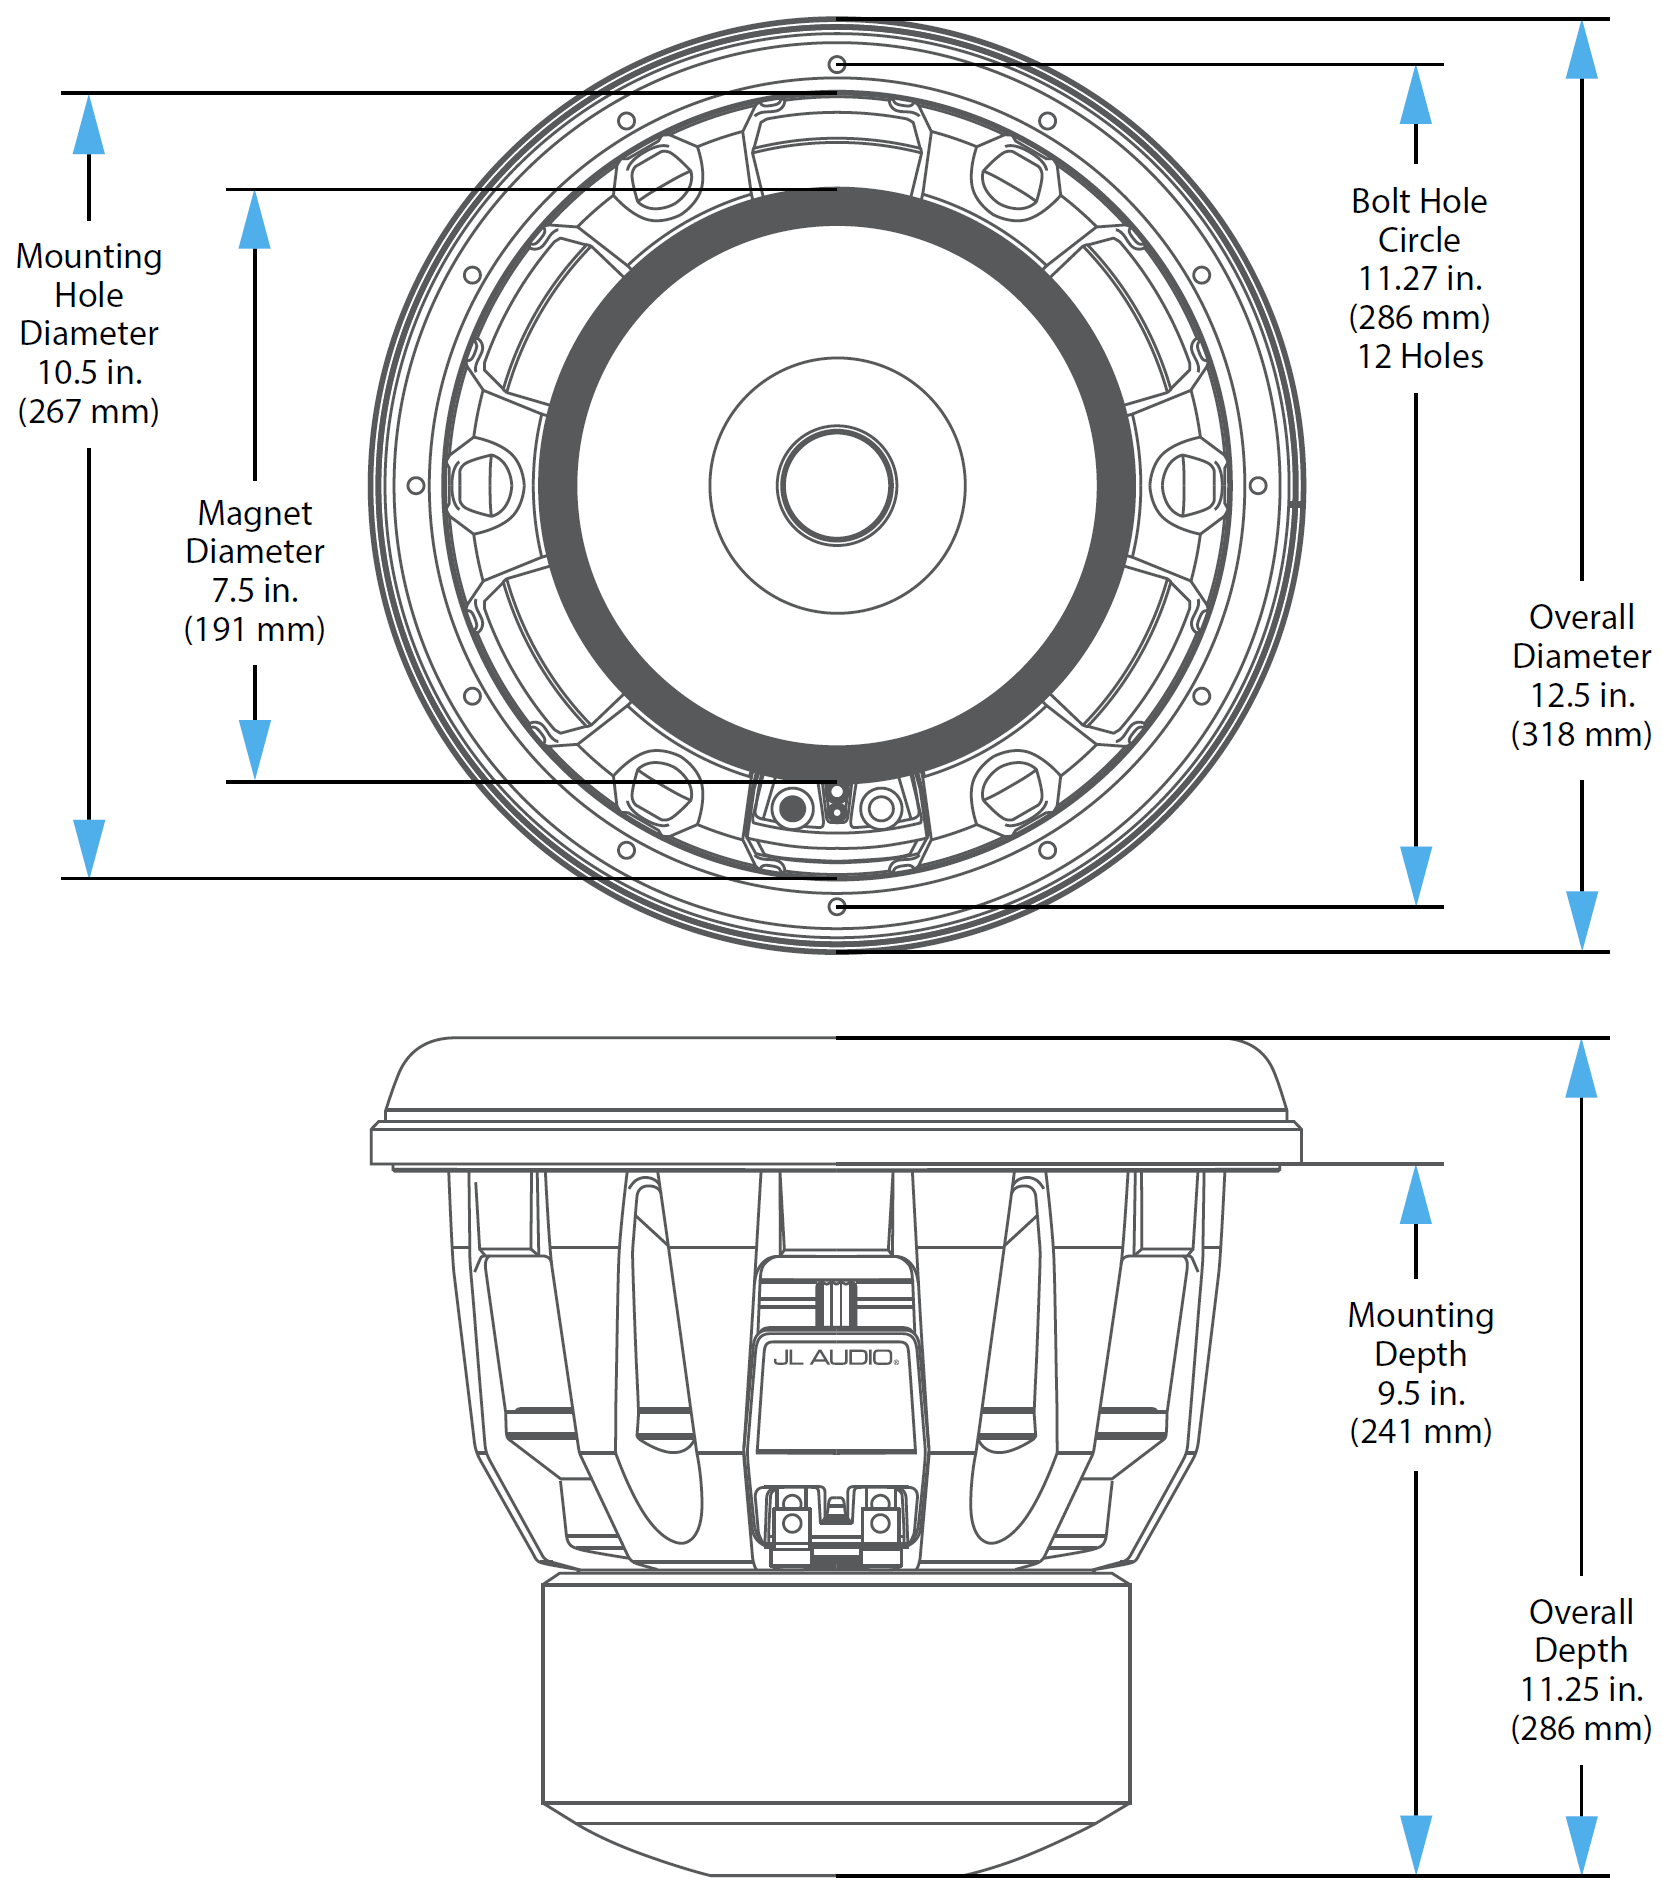 Mounting
Hole
Diameter
10.5 in.
(267 mm)
Magnet
Diameter
7.5 in.
(191 mm)
Bolt Hole
Circle
11.27 in.
(286 mm)
12 Holes
Overall
Diameter
12.5 in.
(318 mm)
JL AUDIO®
Mounting
Depth
9.5 in.
(241 mm)
Overall
Depth
11.25 in.
(286 mm)